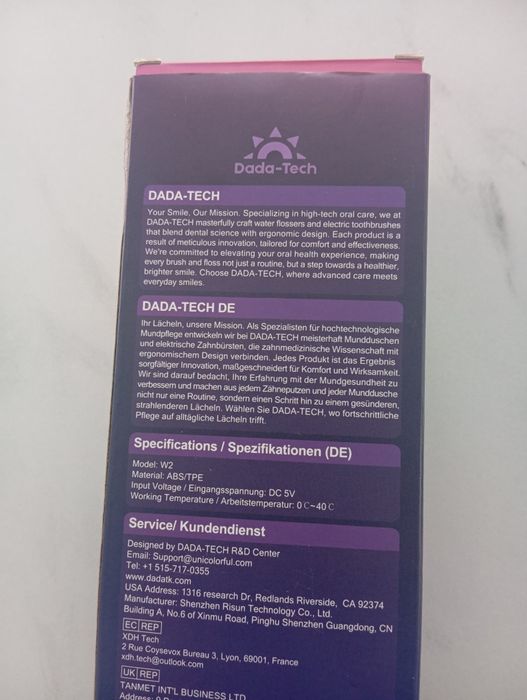 Dada-Tech
DADA-TECH
Your Smile, Our Mission. Specializing in high-tech oral care, we at
DADA-TECH masterfully craft water flossers and electric toothbrushes
that blend dental science with ergonomic design. Each product is a
result of meticulous innovation, tailored for comfort and effectiveness.
We're committed to elevating your oral health experience, making
every brush and floss not just a routine, but a step towards a healthier,
brighter smile. Choose DADA-TECH, where advanced care meets
everyday smiles.
DADA-TECH DE
Ihr Lächeln, unsere Mission. Als Spezialisten für hochtechnologische
Mundpflege entwickeln wir bei DADA-TECH meisterhaft Mundduschen
und elektrische Zahnbürsten, die zahnmedizinische Wissenschaft mit
ergonomischem Design verbinden. Jedes Produkt ist das Ergebnis
sorgfältiger Innovation, maßgeschneidert für Komfort und Wirksamkeit.
Wir sind darauf bedacht, Ihre Erfahrung mit der Mundgesundheit zu
verbessern und machen aus jedem Zähneputzen und jeder Munddusche
nicht nur eine Routine, sondern einen Schritt hin zu einem gesünderen,
strahlenderen Lächeln. Wählen Sie DADA-TECH, wo fortschrittliche
Pflege auf alltägliche Lächeln trifft.
Specifications / Spezifikationen (DE)
Model: W2
Material: ABS/TPE
Input Voltage / Eingangsspannung: DC 5V
Working Temperature / Arbeitstemperatur: 0℃~40℃
Service/ Kundendienst
Designed by DADA-TECH R&D Center
Email: Support@unicolorful.com
Tel: +1 515-717-0355
www.dadatk.com
USA Address: 1316 research Dr, Redlands Riverside, CA 92374
Manufacturer: Shenzhen Risun Technology Co., Ltd.
Building A, No.6 of Xinmu Road, Pinghu Shenzhen Guangdong, CN
EC REP
XDH Tech
2 Rue Coysevox Bureau 3, Lyon, 69001, France
xdh.tech@outlook.com
UK REP
TANMET INT'L BUSINESS LTD
Address: 9